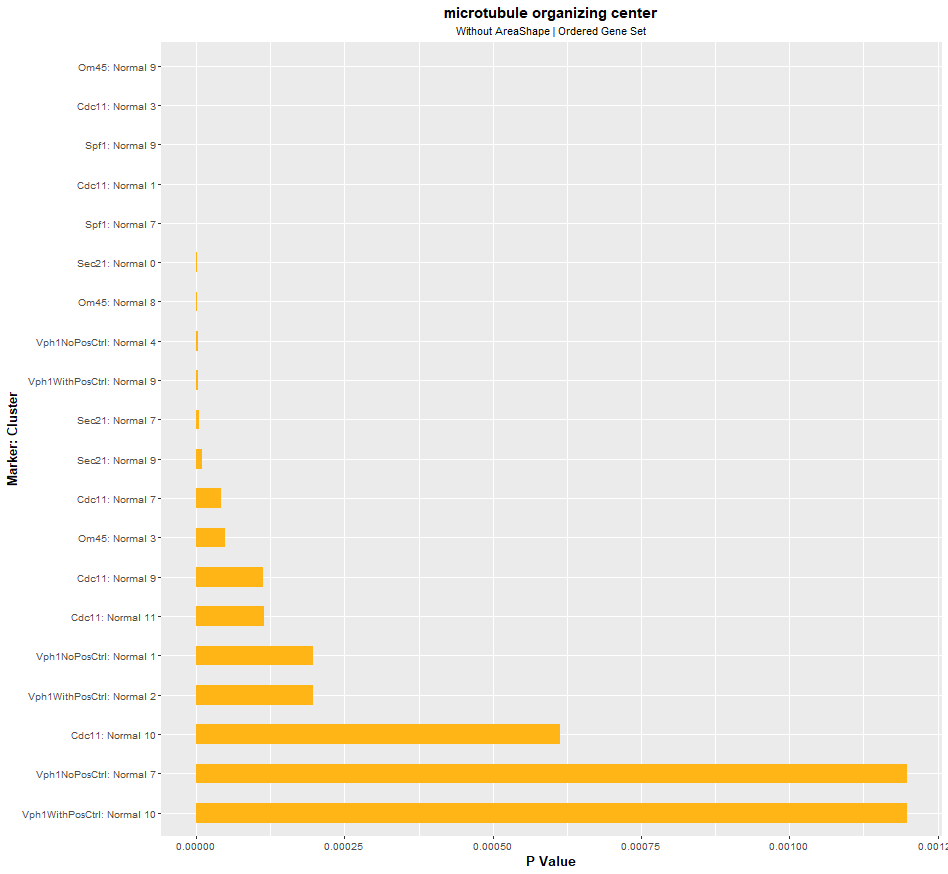 microtubule organizing center
Without AreaShape | Ordered Gene Set
Om45: Normal 9
Cdc11: Normal 3
Spf1: Normal 9
Cdc11: Normal 1
Spf1: Normal 7
Sec21: Normal 0
Om45: Normal 8
Vph1NoPosCtrl: Normal 4
Vph1WithPosCtrl: Normal 9
Sec21: Normal 7
Sec21: Normal 9
Cdc11: Normal 7
Om45: Normal 3
Cdc11: Normal 9
Cdc11: Normal 11
Vph1NoPosCtrl: Normal 1
Vph1WithPosCtrl: Normal 2
Cdc11: Normal 10
Vph1NoPosCtrl: Normal 7
Vph1WithPosCtrl: Normal 10
Marker: Cluster
0.00000 0.00025 0.00050 0.00075 0.00100 0.0012
P Value